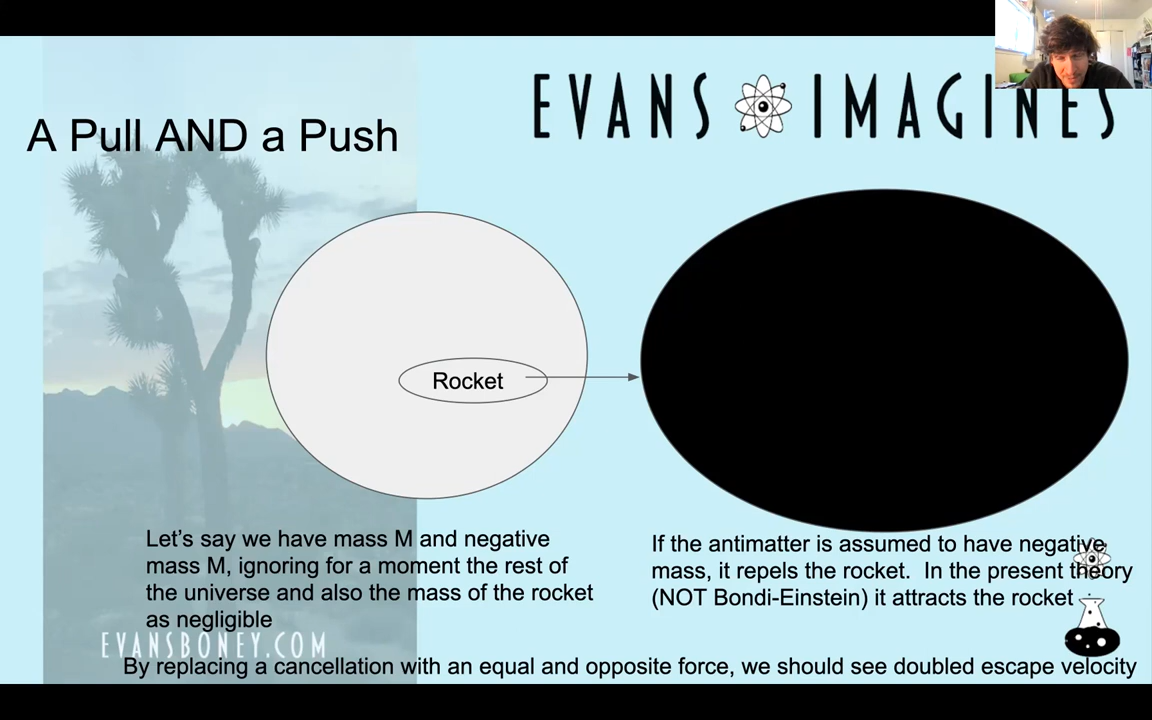 EVANS IMAGINES
A Pull AND a Push
Rocket
Let's say we have mass M and negative
mass M, ignoring for a moment the rest of
the universe and also the mass of the rocket
as negligible
If the antimatter is assumed to have negative
mass, it repels the rocket. In the present theory
(NOT Bondi-Einstein) it attracts the rocket
EVANSBONEY.COM
By replacing a cancellation with an equal and opposite force, we should see doubled escape velocity